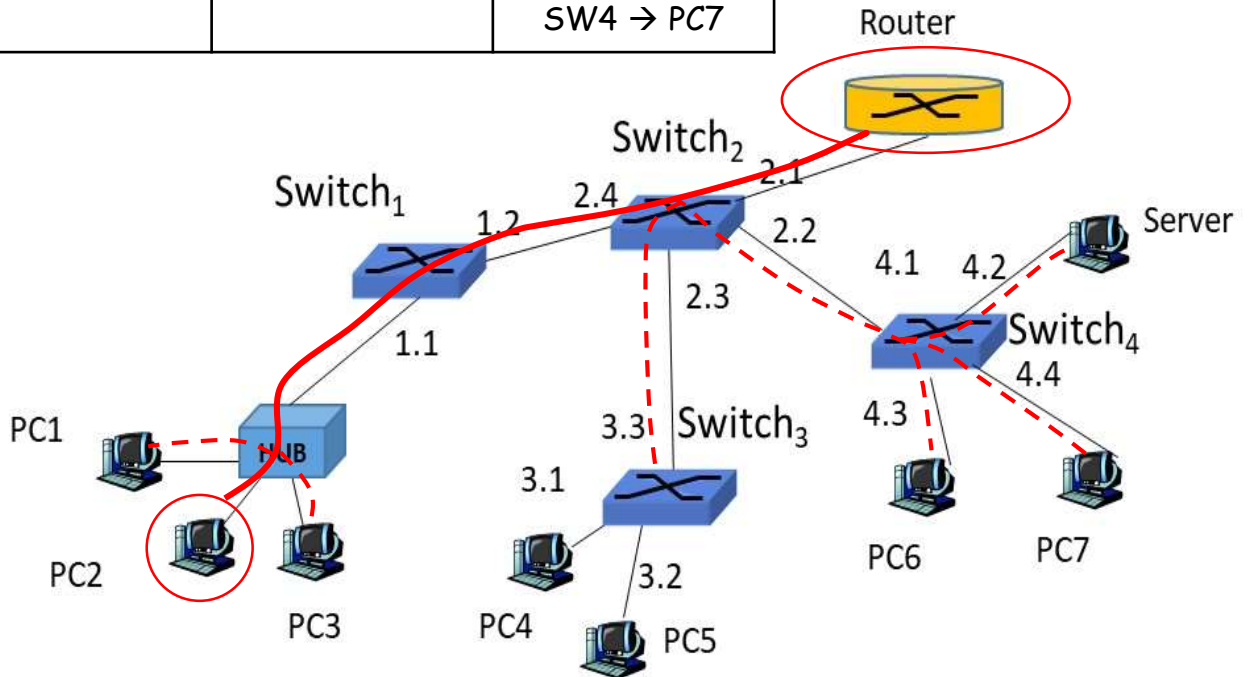 SW4 → PC7
Router
Switch2
2.1
Switch1
2.4
1.2
2.2
Server
4.1
4.2
2.3
Switch4
1.1
4.4
4.3
PC1
HUB
3.3
Switch3
3.1
PC2
3.2
PC6
PC7
PC3
PC4
PC5